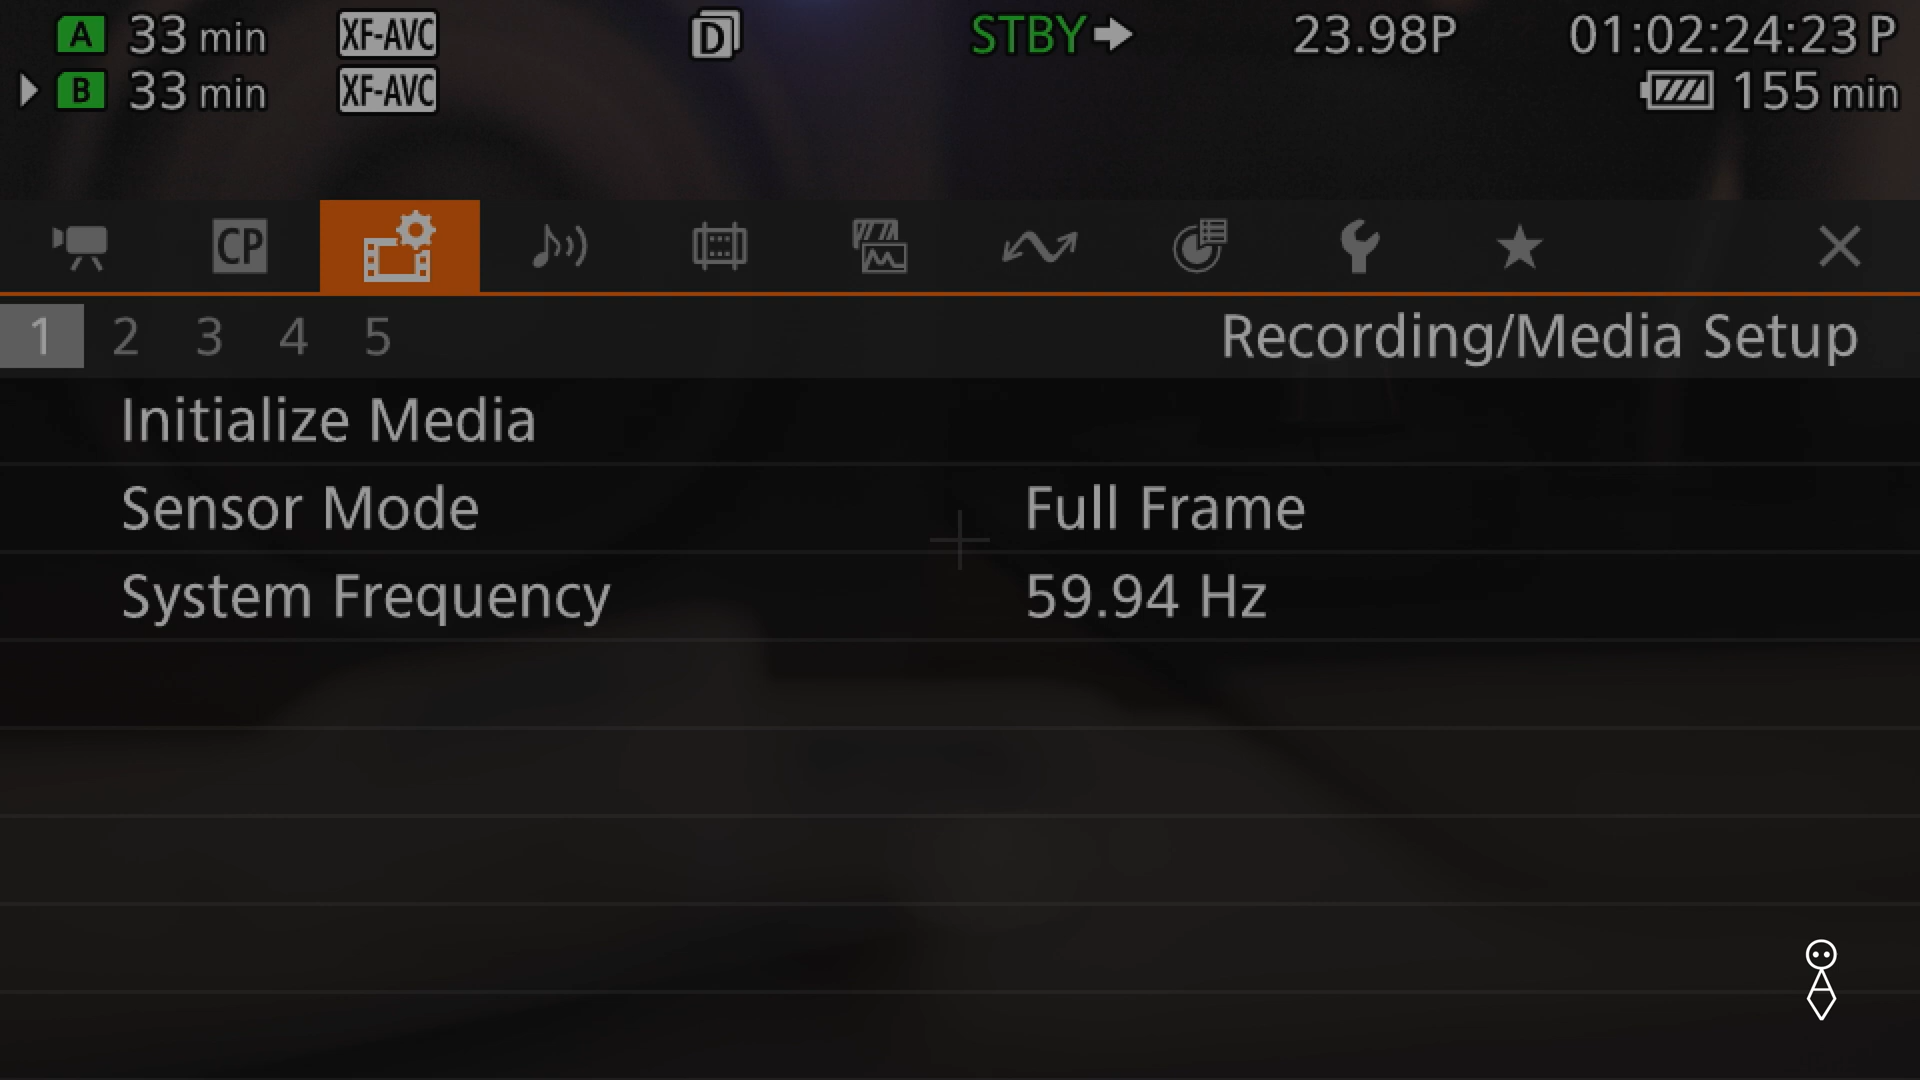 A 33 min XF-AVC D STBY 23.98P 01:02:24:23 P
B 33 min XF-AVC 155 min
CP
1 2 3 4 5 Recording/Media Setup
Initialize Media
Sensor Mode Full Frame
System Frequency 59.94 Hz